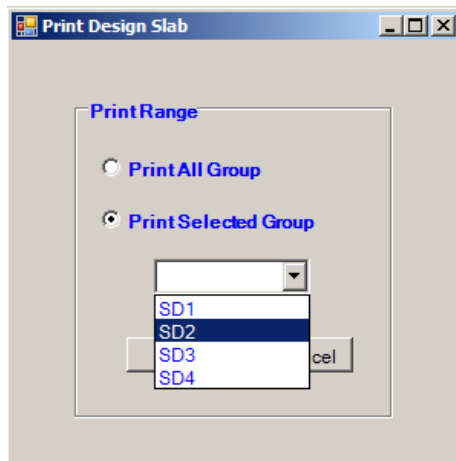 Print Design Slab
Print Range
Print All Group
Print Selected Group
SD1
SD2
SD3
SD4
cel